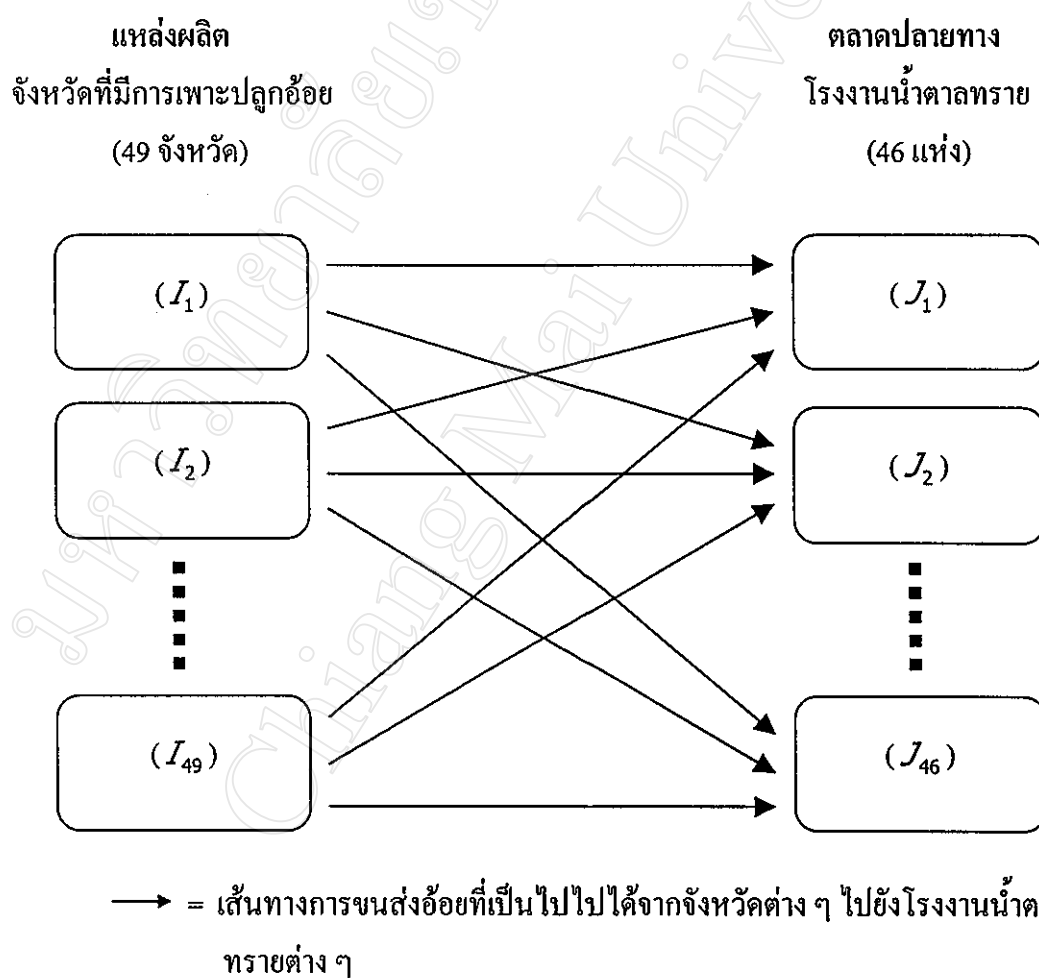 แหล่งผลิต
จังหวัดที่มีการเพาะปลูกอ้อย
(49 จังหวัด)
ตลาดปลายทาง
โรงงานน้ำตาลทราย
(46 แห่ง)
(I₁)
(J₁)
(I₂)
(J₂)
(I₄₉)
(J₄₆)
= เส้นทางการขนส่งอ้อยที่เป็นไปไปได้จากจังหวัดต่าง ๆ ไปยังโรงงานน้ำต
ทรายต่าง ๆ
Chiang Mai Unive